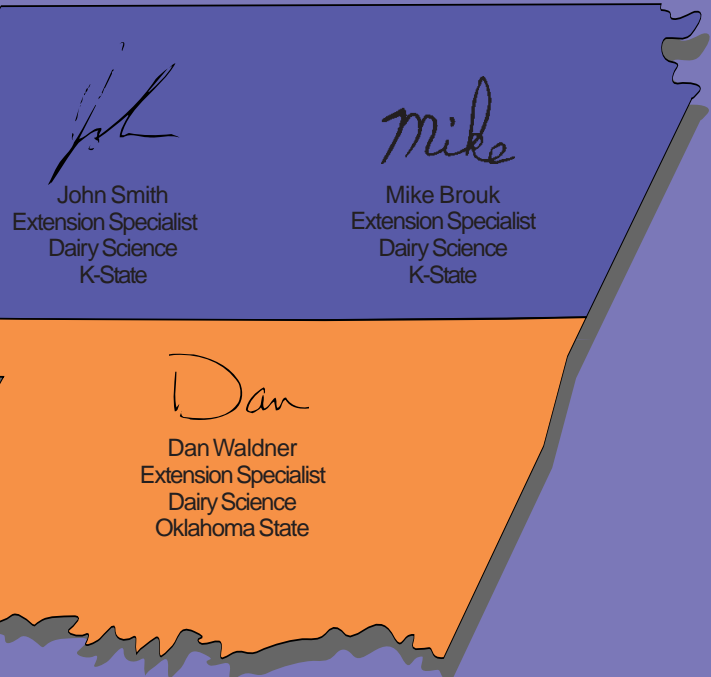 Mike
John Smith
Extension Specialist
Dairy Science
K-State
Mike Brouk
Extension Specialist
Dairy Science
K-State
Dan
Dan Waldner
Extension Specialist
Dairy Science
Oklahoma State